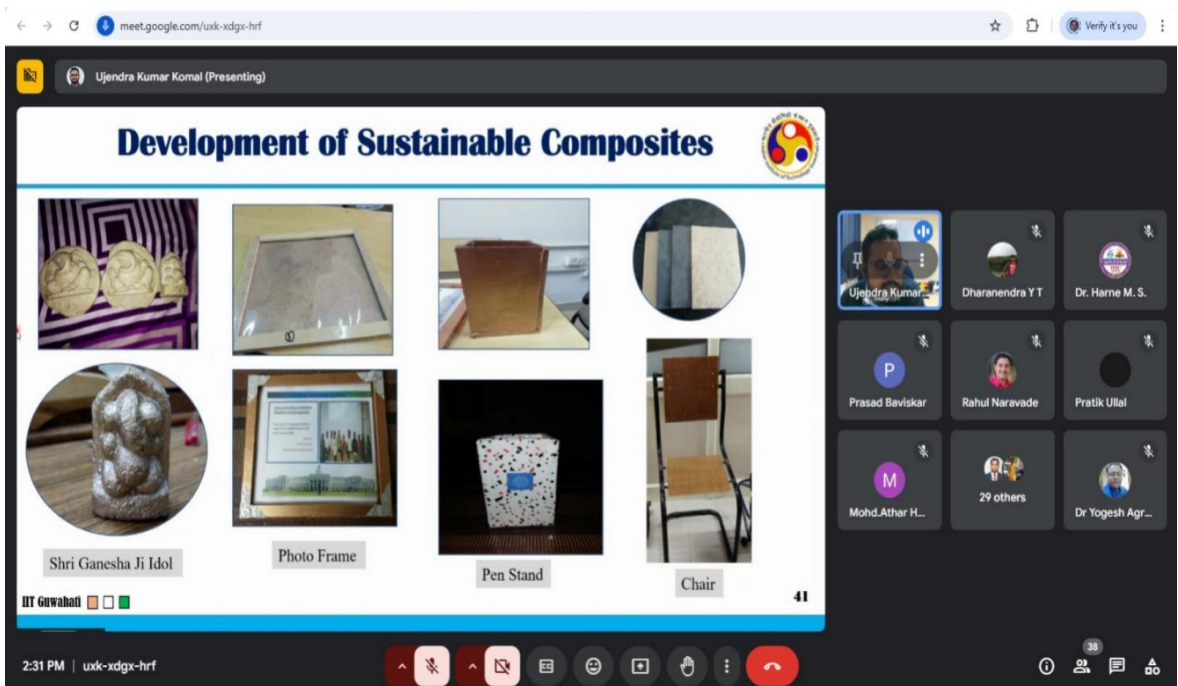 meet.google.com/uxk-xdgx-hrf
Verify it's you
Ujendra Kumar Komal (Presenting)
Development of Sustainable Composites
Shri Ganesha Ji Idol
Photo Frame
Pen Stand
Chair
IIT Guwahati
41
Ujendra Kumar...
Dharanendra Y T
Dr. Harne M. S.
P
Prasad Baviskar
Rahul Naravade
Pratik Ullal
M
Mohd.Athar H...
29 others
Dr Yogesh Agr...
2:31 PM | uxk-xdgx-hrf
38